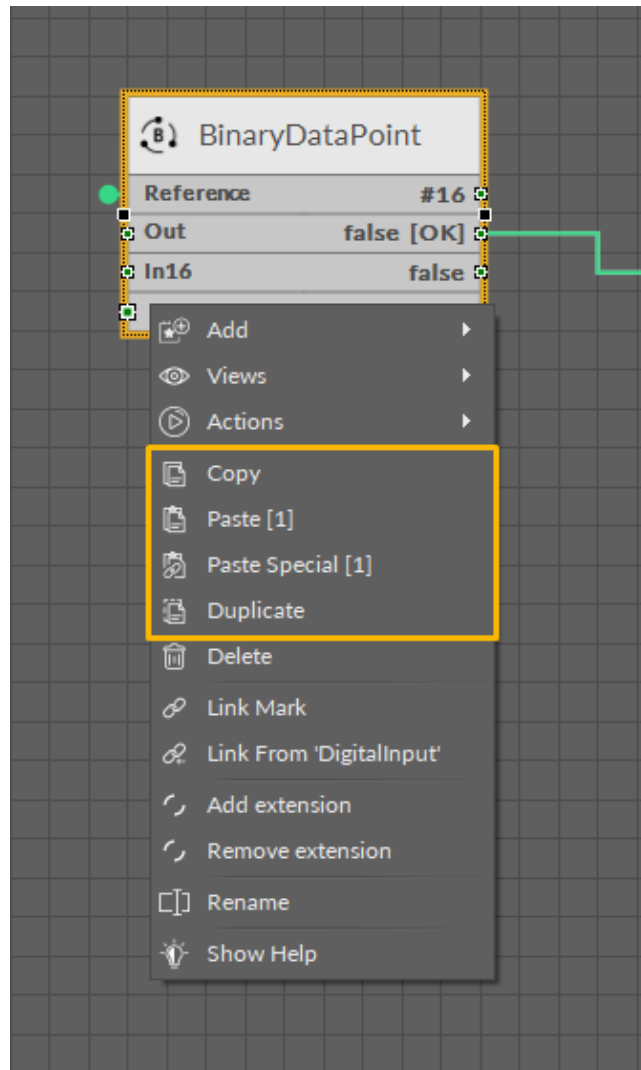 B BinaryDataPoint
Reference #16
Out false [OK]
In16 false
Add
Views
Actions
Copy
Paste [1]
Paste Special [1]
Duplicate
Delete
Link Mark
Link From 'DigitalInput'
Add extension
Remove extension
Rename
Show Help